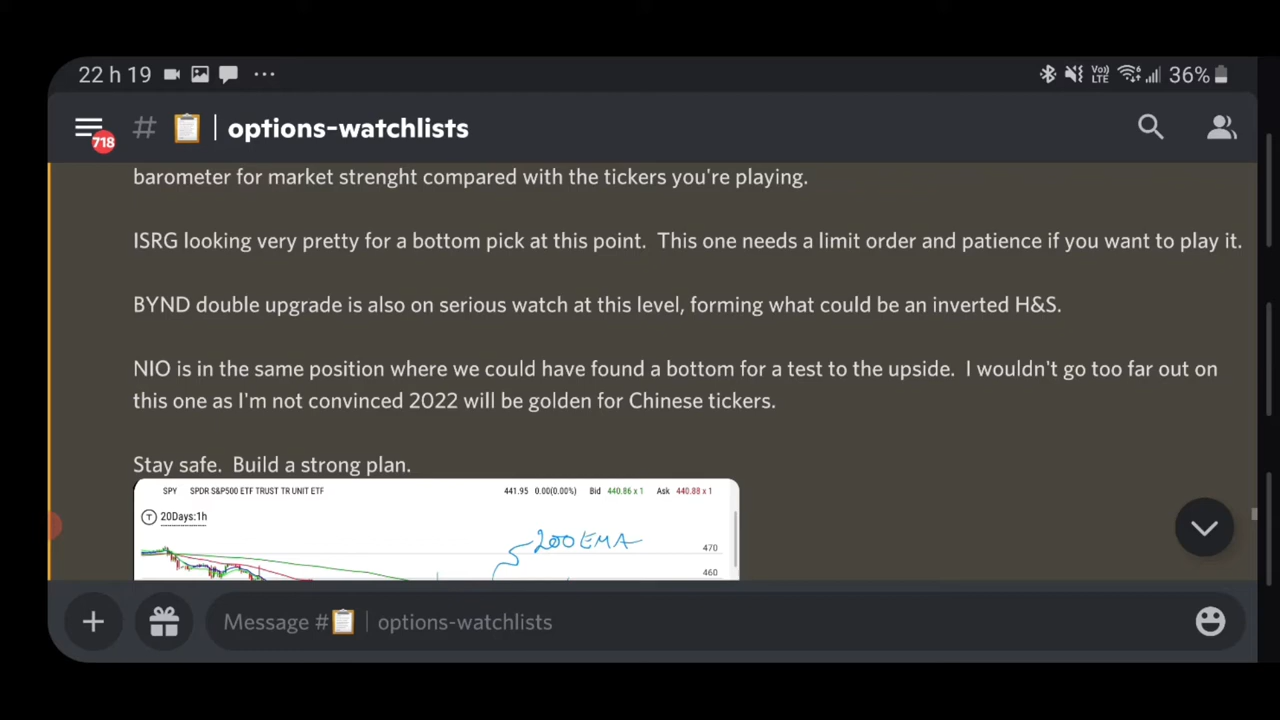 22 h 19 ... Vo) LTE 6 36%
718 # | options-watchlists
barometer for market strenght compared with the tickers you're playing.
ISRG looking very pretty for a bottom pick at this point. This one needs a limit order and patience if you want to play it.
BYND double upgrade is also on serious watch at this level, forming what could be an inverted H&S.
NIO is in the same position where we could have found a bottom for a test to the upside. I wouldn't go too far out on
this one as I'm not convinced 2022 will be golden for Chinese tickers.
Stay safe. Build a strong plan.
SPY SPDR S&P500 ETF TRUST TR UNIT ETF 441.95 0.00(0.00%) Bid 440.86 x 1 Ask 440.88 x 1
T 20Days:1h
200 EMA
470
460
Message # | options-watchlists